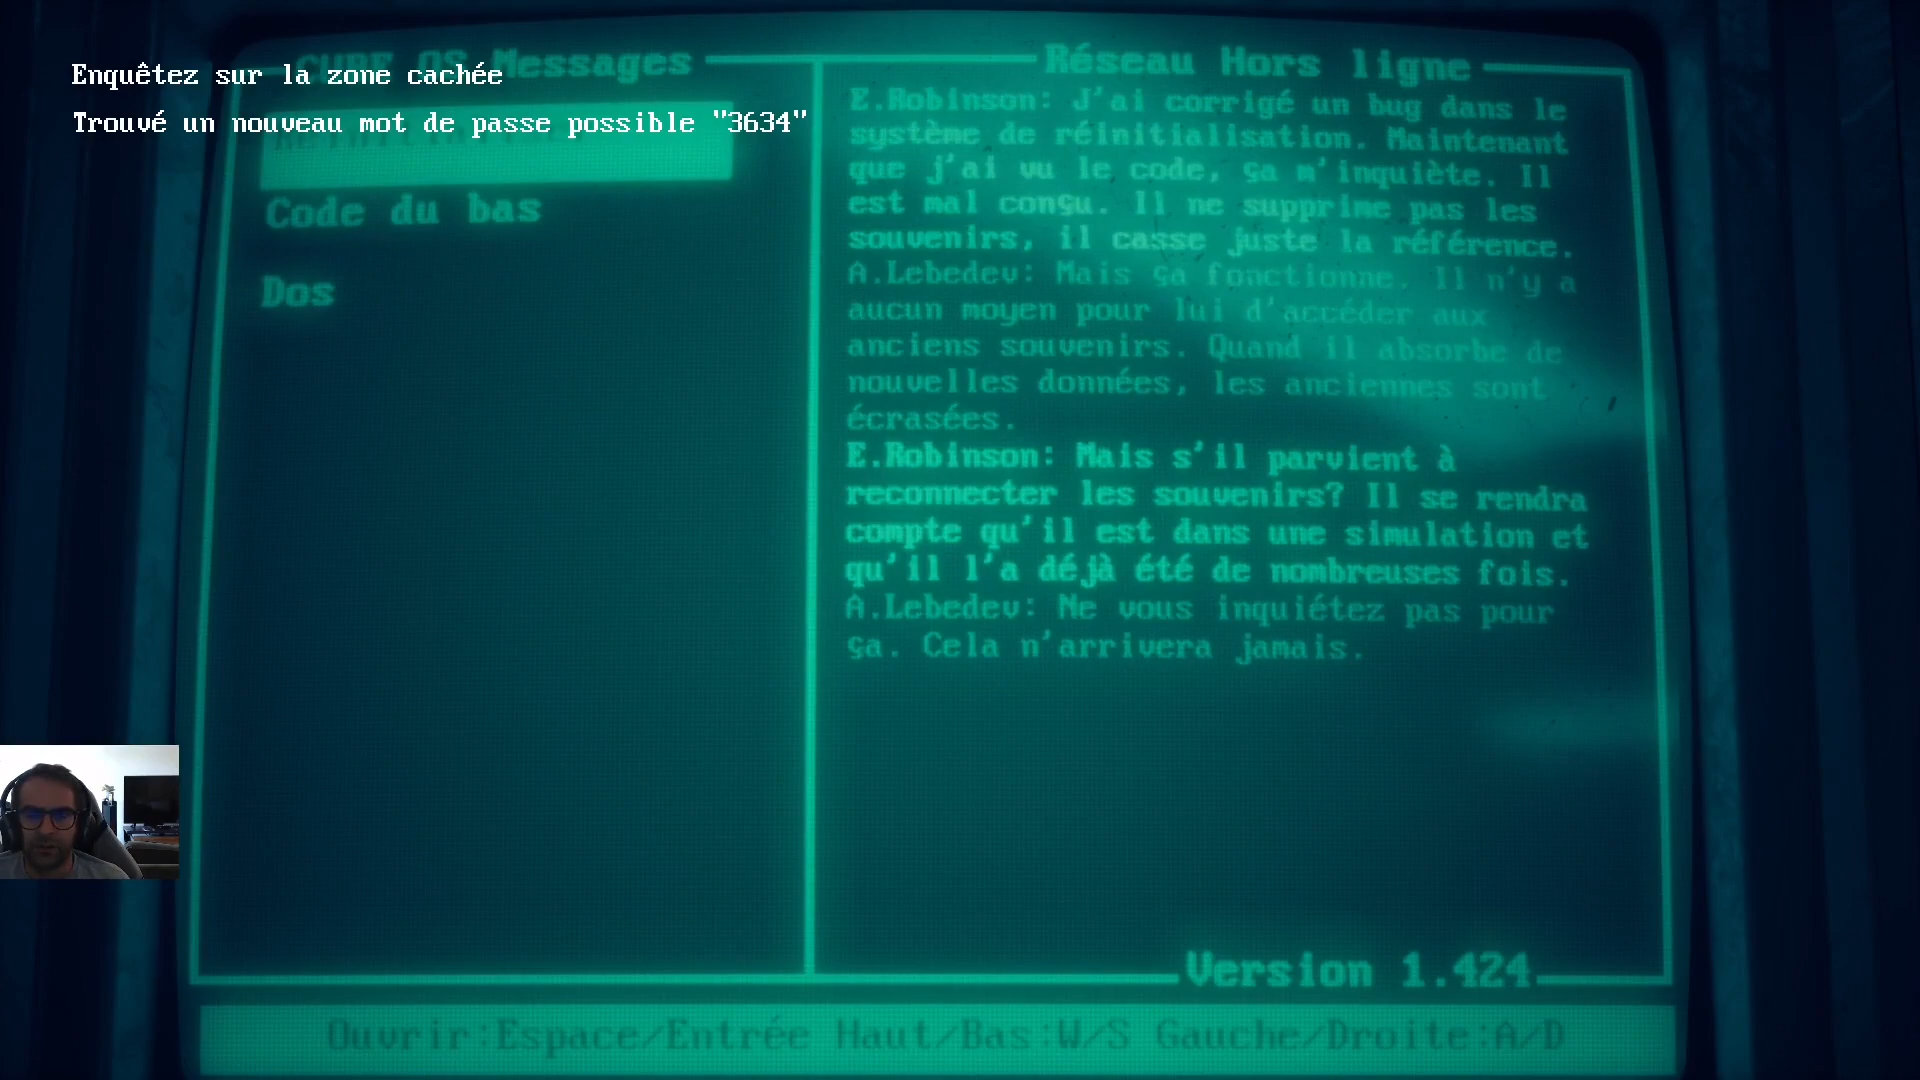 Enquêtez sur la zone cachée
Trouvé un nouveau mot de passe possible "3634"
CUBE OS Messages
Réseau Hors ligne
Code du bas
Dos
E.Robinson: J'ai corrigé un bug dans le
système de réinitialisation. Maintenant
que j'ai vu le code, ça m'inquiète. Il
est mal conçu. Il ne supprime pas les
souvenirs, il casse juste la référence.
A.Lebedev: Mais ça fonctionne. Il n'y a
aucun moyen pour lui d'accéder aux
anciens souvenirs. Quand il absorbe de
nouvelles données, les anciennes sont
écrasées.
E.Robinson: Mais s'il parvient à
reconnecter les souvenirs? Il se rendra
compte qu'il est dans une simulation et
qu'il l'a déjà été de nombreuses fois.
A.Lebedev: Ne vous inquiétez pas pour
ça. Cela n'arrivera jamais.
Version 1.424
Ouvrir:Espace/Entrée Haut/Bas:W/S Gauche/Droite:A/D